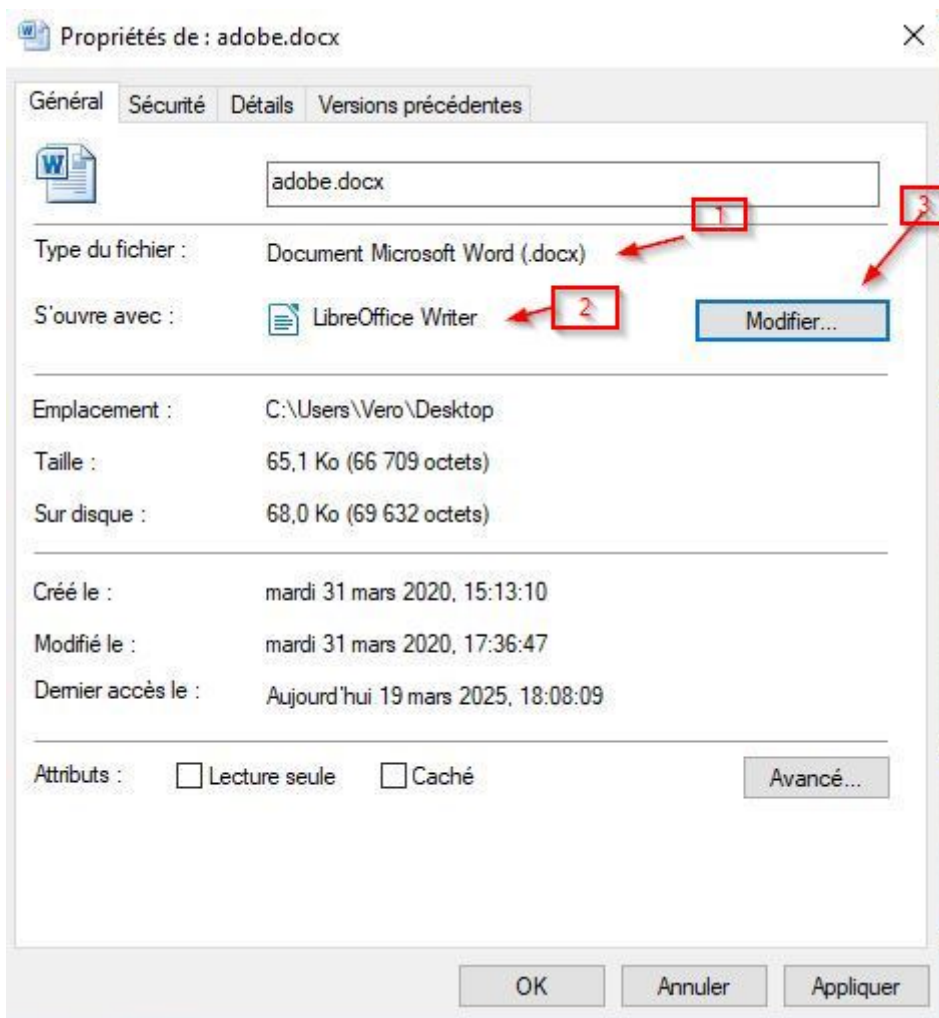 Propriétés de : adobe.docx
Général Sécurité Détails Versions précédentes
W
adobe.docx
1
3
Type du fichier : Document Microsoft Word (.docx)
2
S'ouvre avec : LibreOffice Writer Modifier...
Emplacement : C:\Users\Vero\Desktop
Taille : 65,1 Ko (66 709 octets)
Sur disque : 68,0 Ko (69 632 octets)
Créé le : mardi 31 mars 2020, 15:13:10
Modifié le : mardi 31 mars 2020, 17:36:47
Dernier accès le : Aujourd'hui 19 mars 2025, 18:08:09
Attributs : Lecture seule Caché Avancé...
OK Annuler Appliquer